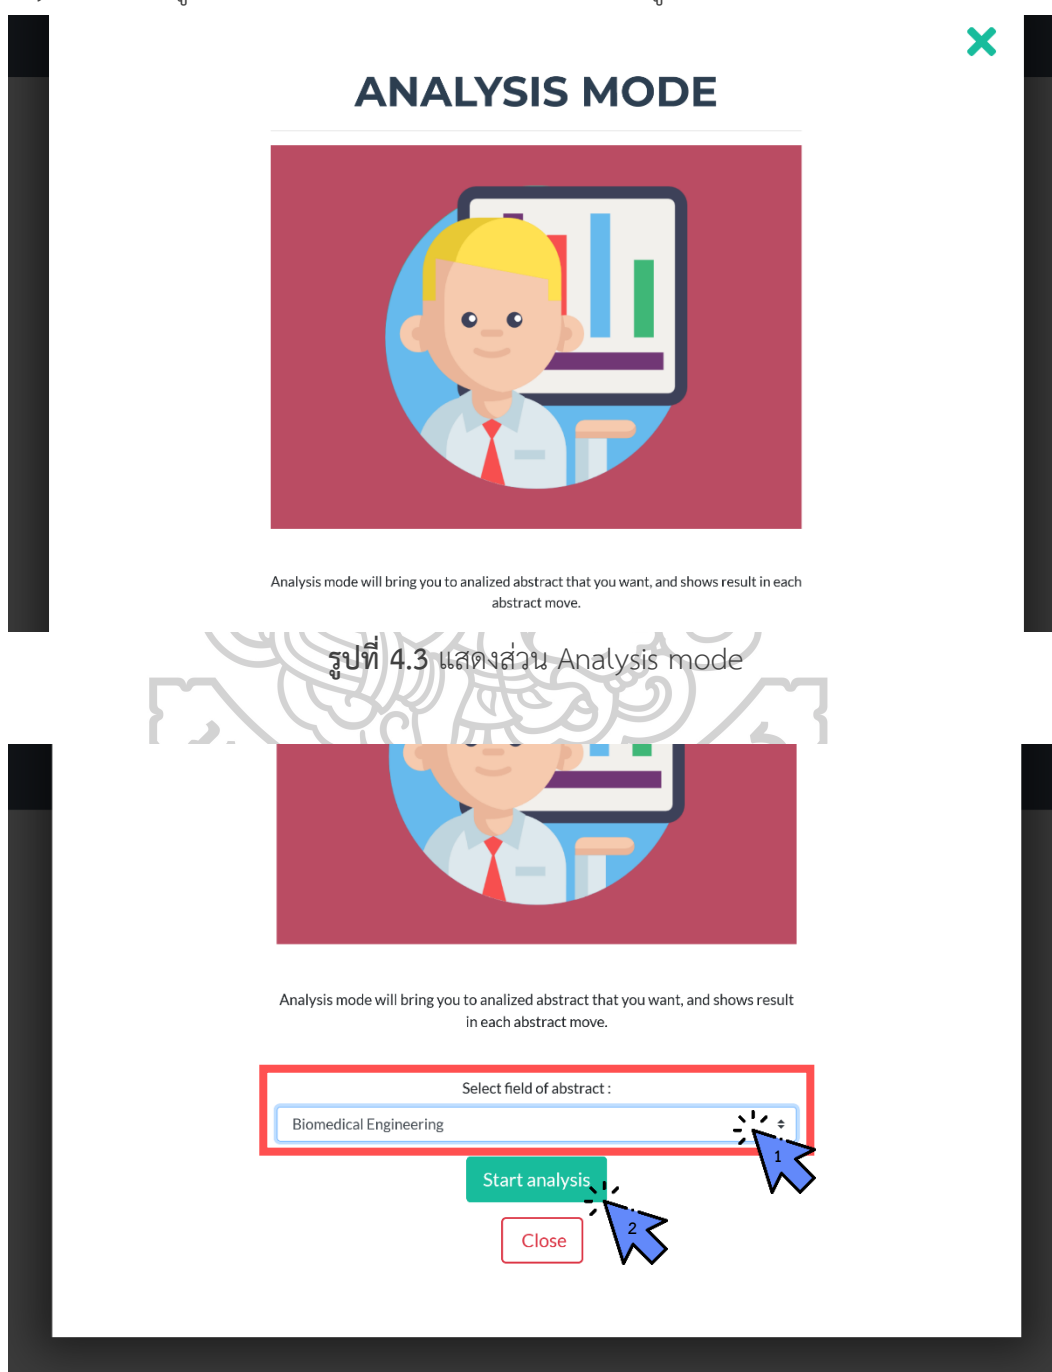 ANALYSIS MODE
Analysis mode will bring you to analized abstract that you want, and shows result in each
abstract move.
รูปที่ 4.3 แสดงส่วน Analysis mode
Analysis mode will bring you to analized abstract that you want, and shows result
in each abstract move.
Select field of abstract :
Biomedical Engineering
1
Start analysis
2
Close